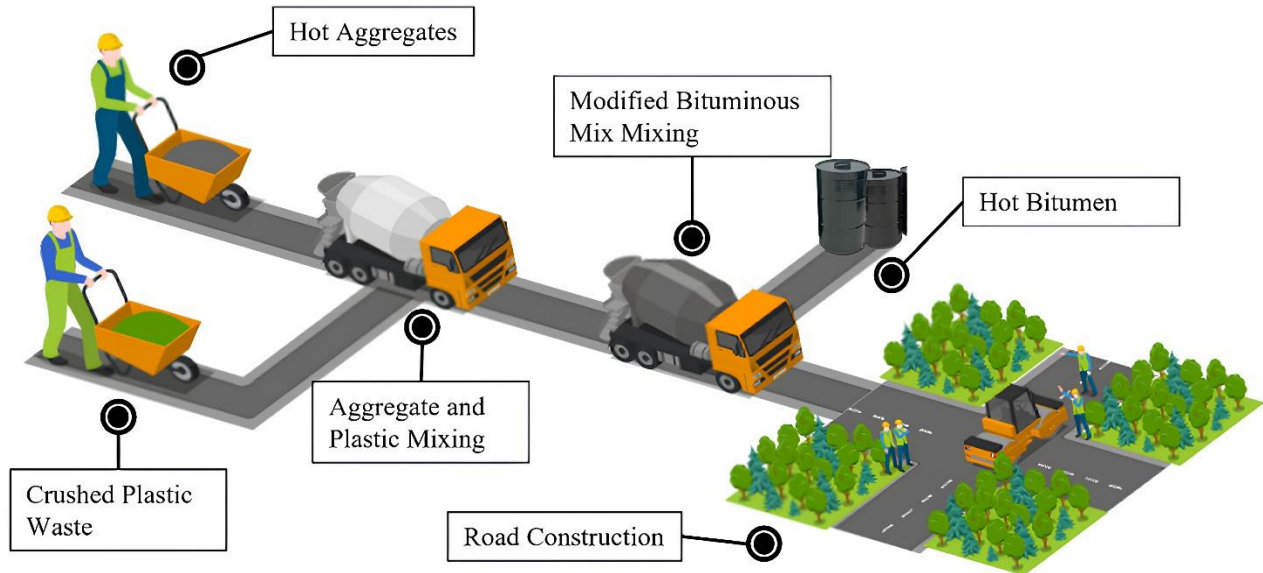 Hot Aggregates
Modified Bituminous
Mix Mixing
Hot Bitumen
Aggregate and
Plastic Mixing
Crushed Plastic
Waste
Road Construction